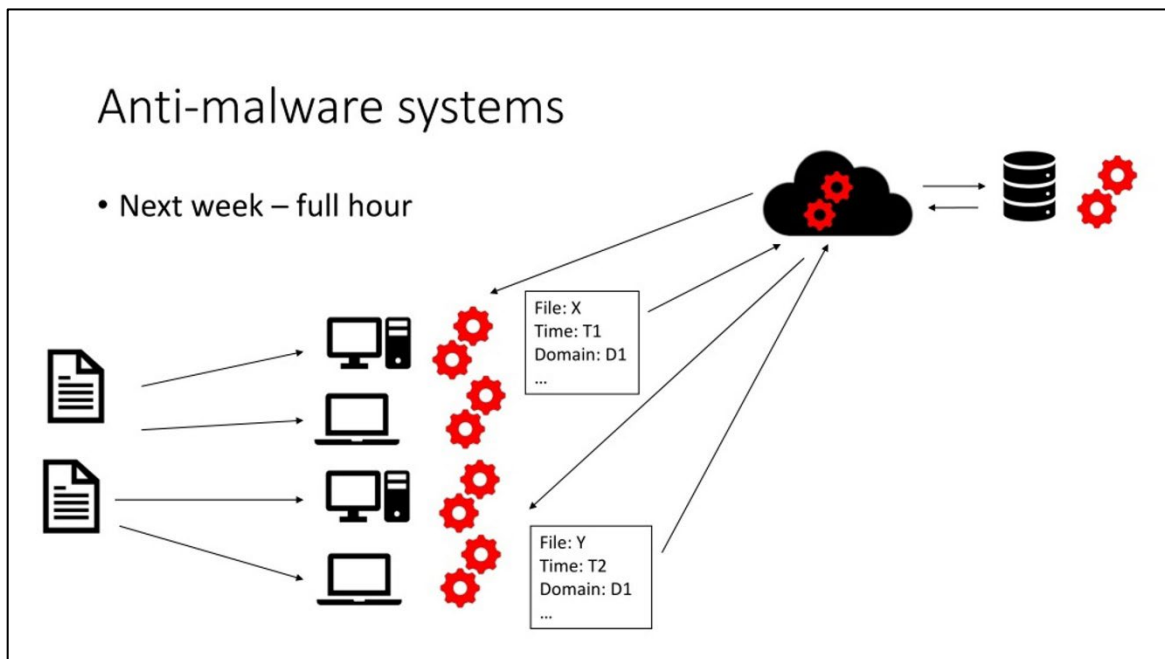 Anti-malware systems
• Next week – full hour
File: X
Time: T1
Domain: D1
...
File: Y
Time: T2
Domain: D1
...